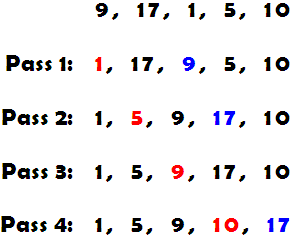 9, 17, 1, 5, 10
Pass 1: 1, 17, 9, 5, 10
Pass 2: 1, 5, 9, 17, 10
Pass 3: 1, 5, 9, 17, 10
Pass 4: 1, 5, 9, 10, 17